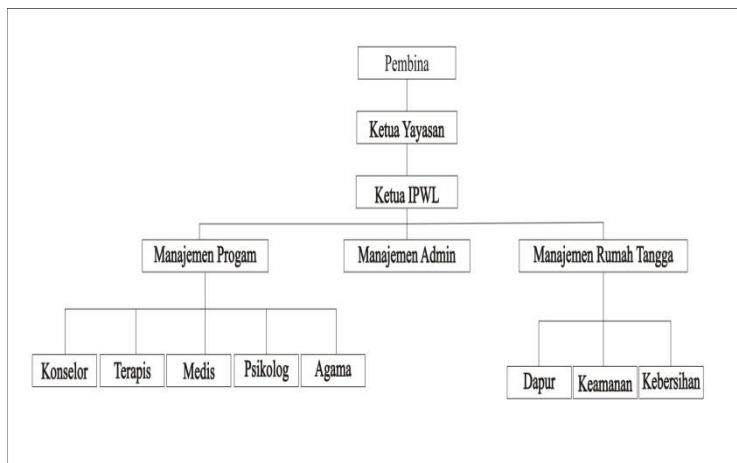 Pembina
Ketua Yayasan
Ketua IPWL
Manajemen Progam
Manajemen Admin
Manajemen Rumah Tangga
Konselor
Terapis
Medis
Psikolog
Agama
Dapur
Keamanan
Kebersihan